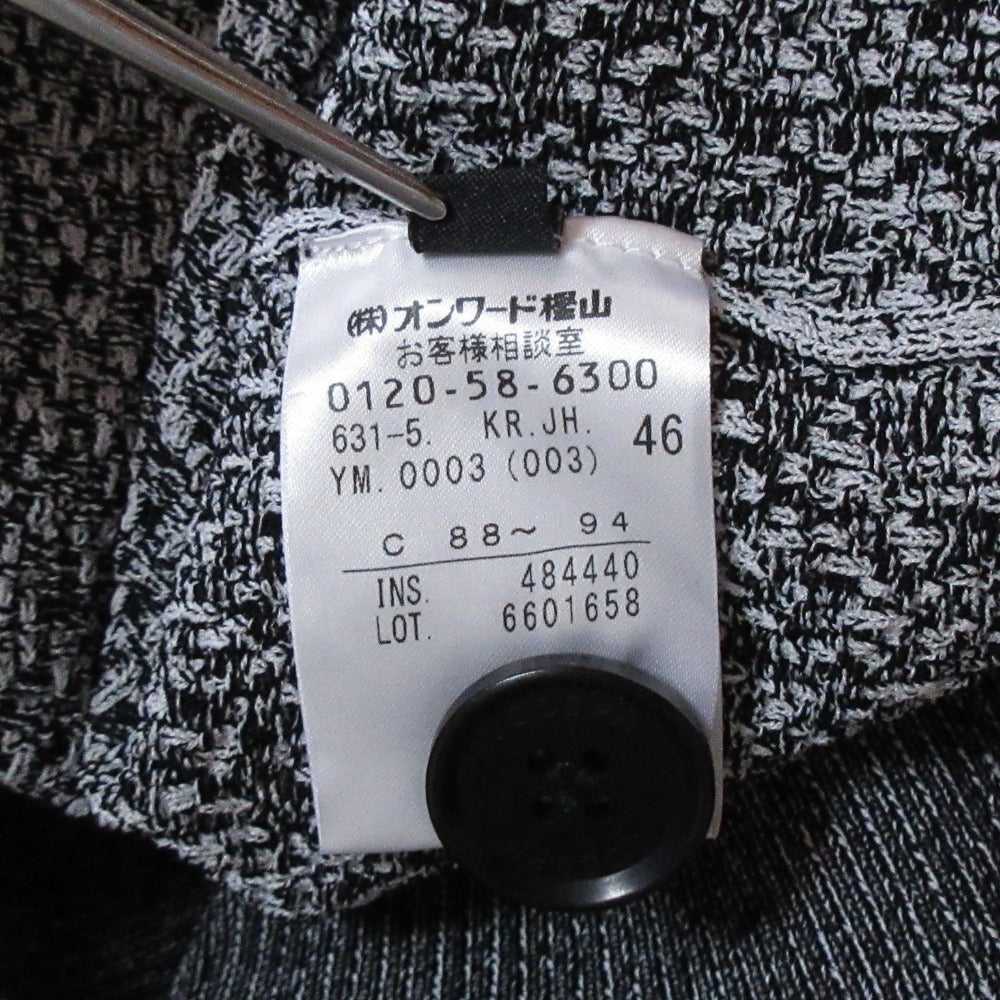 (株)オンワード樫山
お客様相談室
0120-58-6300
631-5. KR.JH. 46
YM. 0003 (003)
C 88～ 94
INS. 484440
LOT. 6601658